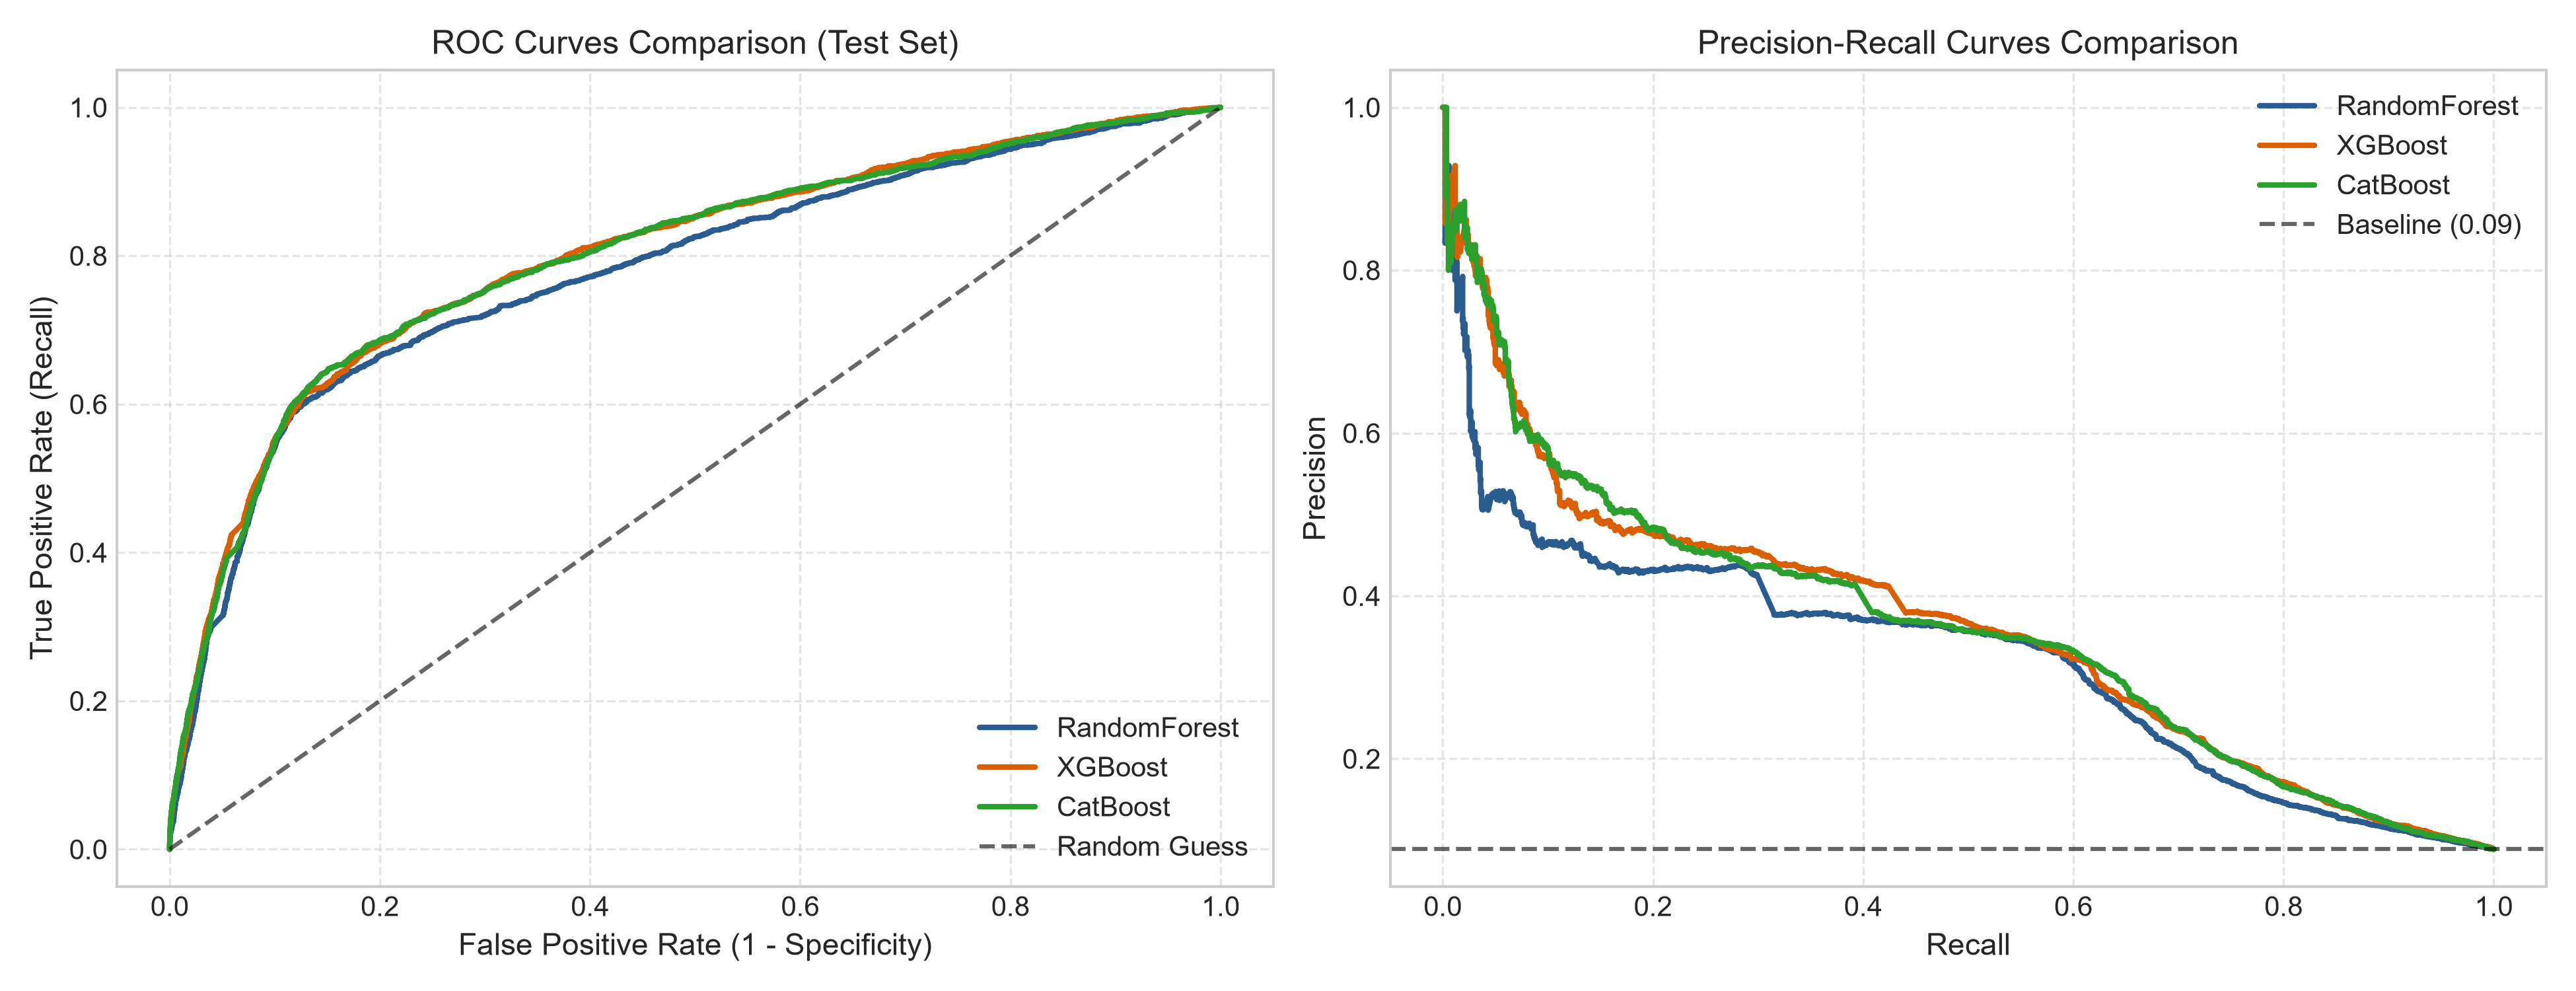 ROC Curves Comparison (Test Set)
True Positive Rate (Recall)
1.0
0.8
0.6
0.4
0.2
0.0
0.0 0.2 0.4 0.6 0.8 1.0
False Positive Rate (1 - Specificity)
RandomForest
XGBoost
CatBoost
Random Guess
Precision-Recall Curves Comparison
Precision
1.0
0.8
0.6
0.4
0.2
0.0 0.2 0.4 0.6 0.8 1.0
Recall
RandomForest
XGBoost
CatBoost
Baseline (0.09)